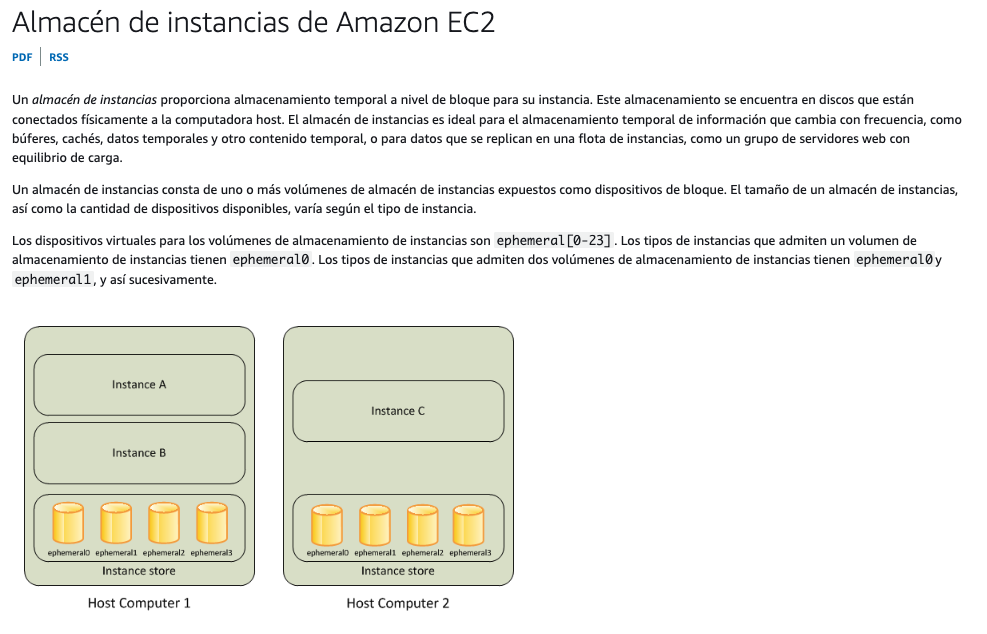 Almacén de instancias de Amazon EC2
PDF | RSS
Un almacén de instancias proporciona almacenamiento temporal a nivel de bloque para su instancia. Este almacenamiento se encuentra en discos que están
conectados físicamente a la computadora host. El almacén de instancias es ideal para el almacenamiento temporal de información que cambia con frecuencia, como
búferes, cachés, datos temporales y otro contenido temporal, o para datos que se replican en una flota de instancias, como un grupo de servidores web con
equilibrio de carga.
Un almacén de instancias consta de uno o más volúmenes de almacén de instancias expuestos como dispositivos de bloque. El tamaño de un almacén de instancias,
así como la cantidad de dispositivos disponibles, varía según el tipo de instancia.
Los dispositivos virtuales para los volúmenes de almacenamiento de instancias son ephemeral[0-23]. Los tipos de instancias que admiten un volumen de
almacenamiento de instancias tienen ephemeral0. Los tipos de instancias que admiten dos volúmenes de almacenamiento de instancias tienen ephemeral0y
ephemeral1, y así sucesivamente.
Instance A
Instance B
ephemeral0 ephemeral1 ephemeral2 ephemeral3
Instance store
Host Computer 1
Instance C
ephemeral0 ephemeral1 ephemeral2 ephemeral3
Instance store
Host Computer 2